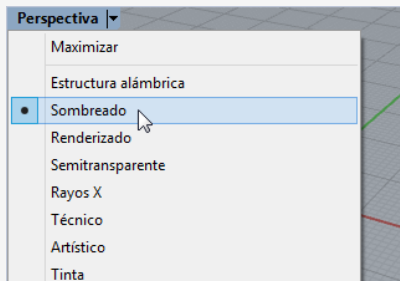 Perspectiva
Maximizar
Estructura alámbrica
Sombreado
Renderizado
Semitransparente
Rayos X
Técnico
Artístico
Tinta